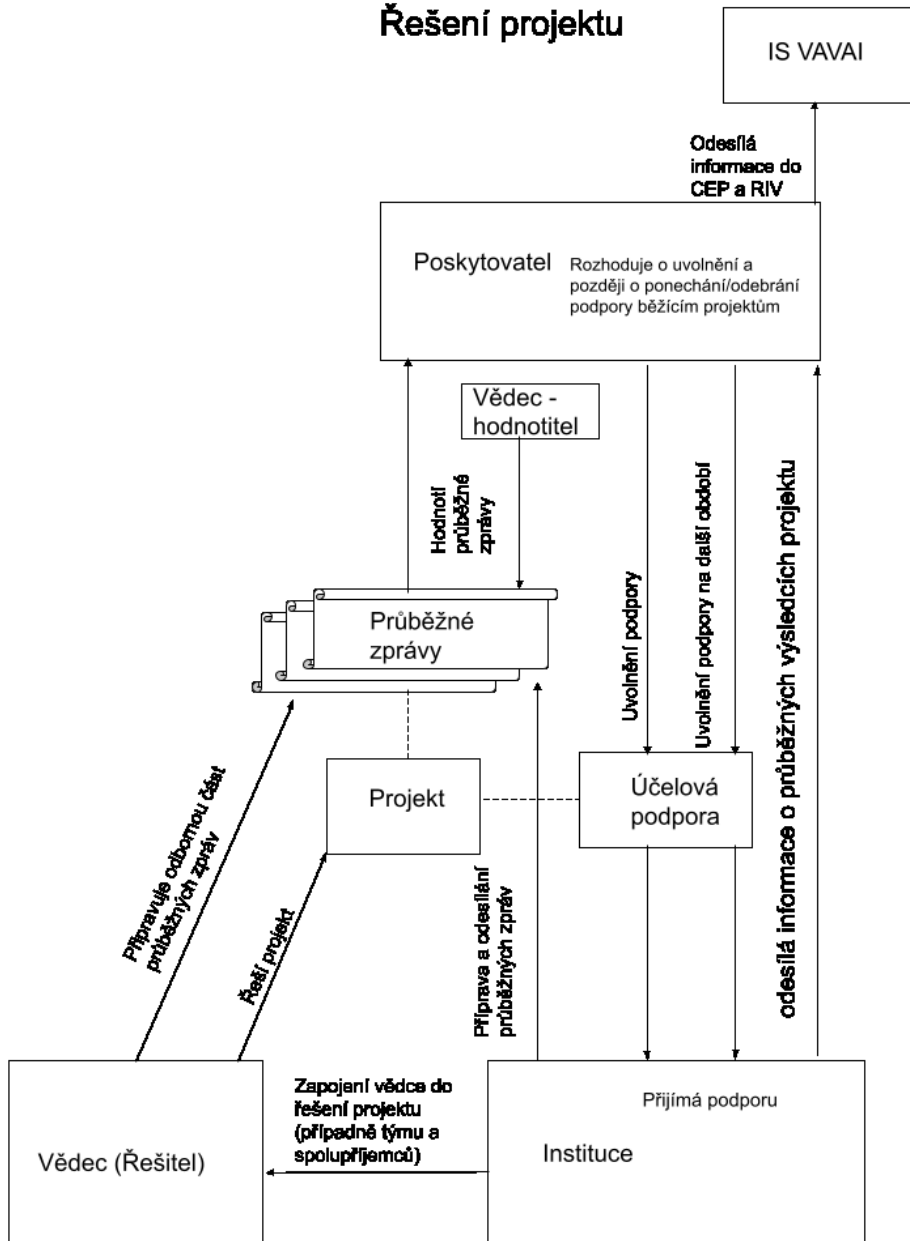 Řešení projektu
IS VAVAI
Odesílá
informace do
CEP a RIV
Poskytovatel
Rozhoduje o uvolnění a
později o ponechání/odebrání
podpory běžícím projektům
Vědec -
hodnotitel
Hodnotí
průběžné
zprávy
Uvolnění podpory
Uvolnění podpory na další období
odesílá informace o průběžných výsledcích projektu
Průběžné
zprávy
Projekt
Účelová
podpora
Připravuje odbornou část
průběžných zpráv
Řeší projekt
Příprava a odesílání
průběžných zpráv
Zapojení vědce do
řešení projektu
(případně týmu a
spolupříjemců)
Vědec (Řešitel)
Přijímá podporu
Instituce